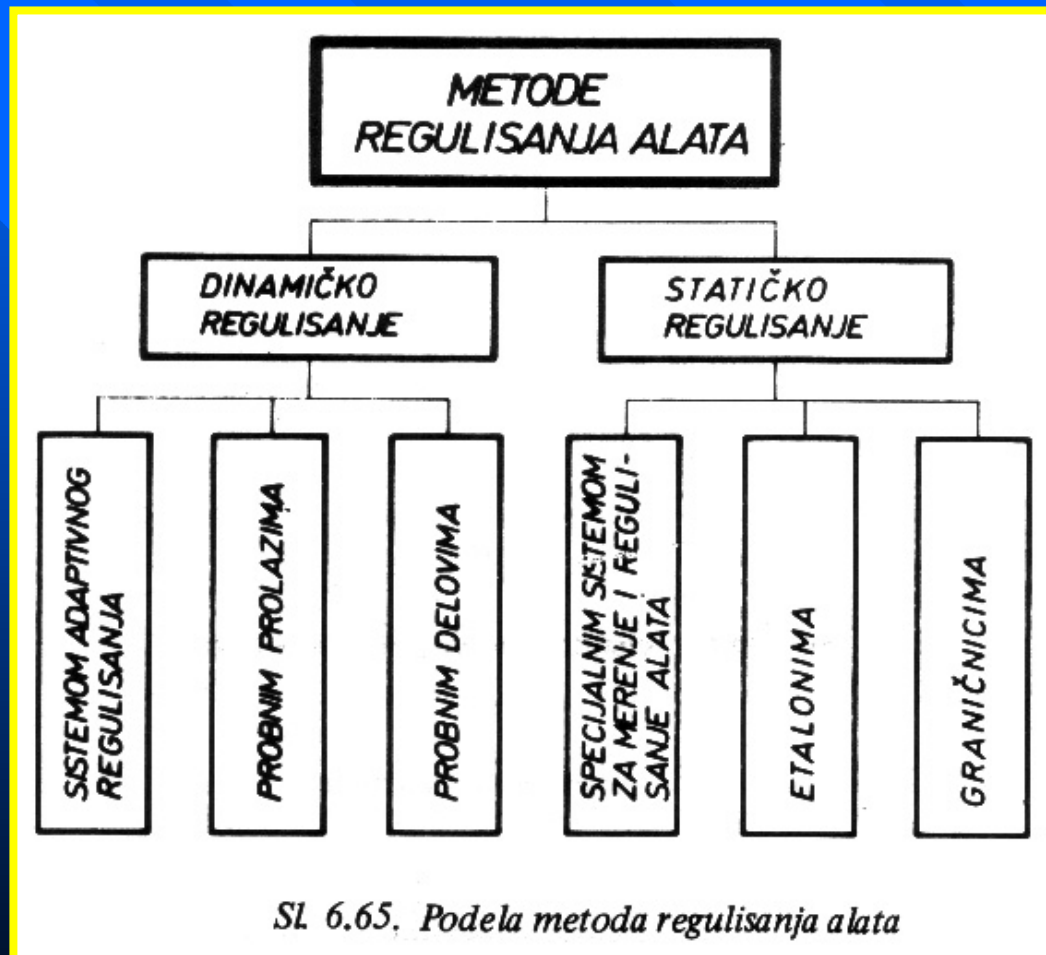 METODE
REGULISANJA ALATA
DINAMIČKO
REGULISANJE
STATIČKO
REGULISANJE
SISTEMOM ADAPTIVNOG
REGULISANJA
PROBNIM PROLAZIMA
PROBNIM DELOVIMA
SPECIJALNIM SISTEMOM
ZA MERENJE I REGULI-
SANJE ALATA
ETALONIMA
GRANIČNICIMA
Sl. 6.65. Podela metoda regulisanja alata